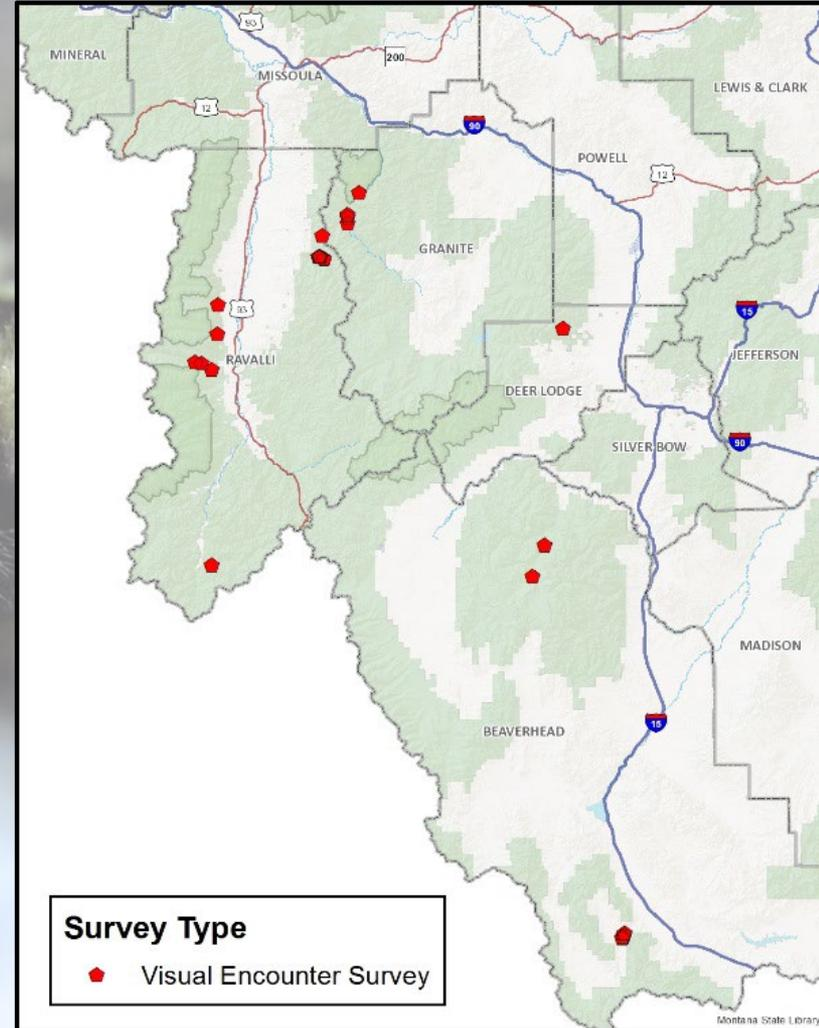 93
MINERAL
200
MISSOULA
LEWIS & CLARK
12
90
POWELL
12
GRANITE
93
15
RAVALLI
JEFFERSON
DEER LODGE
90
SILVER BOW
MADISON
15
BEAVERHEAD
Survey Type
Visual Encounter Survey
Montana State Library